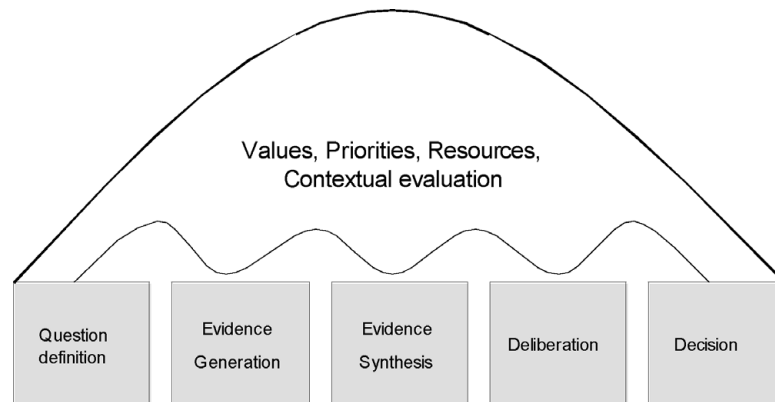 Values, Priorities, Resources,
Contextual evaluation
Question
definition
Evidence
Generation
Evidence
Synthesis
Deliberation
Decision